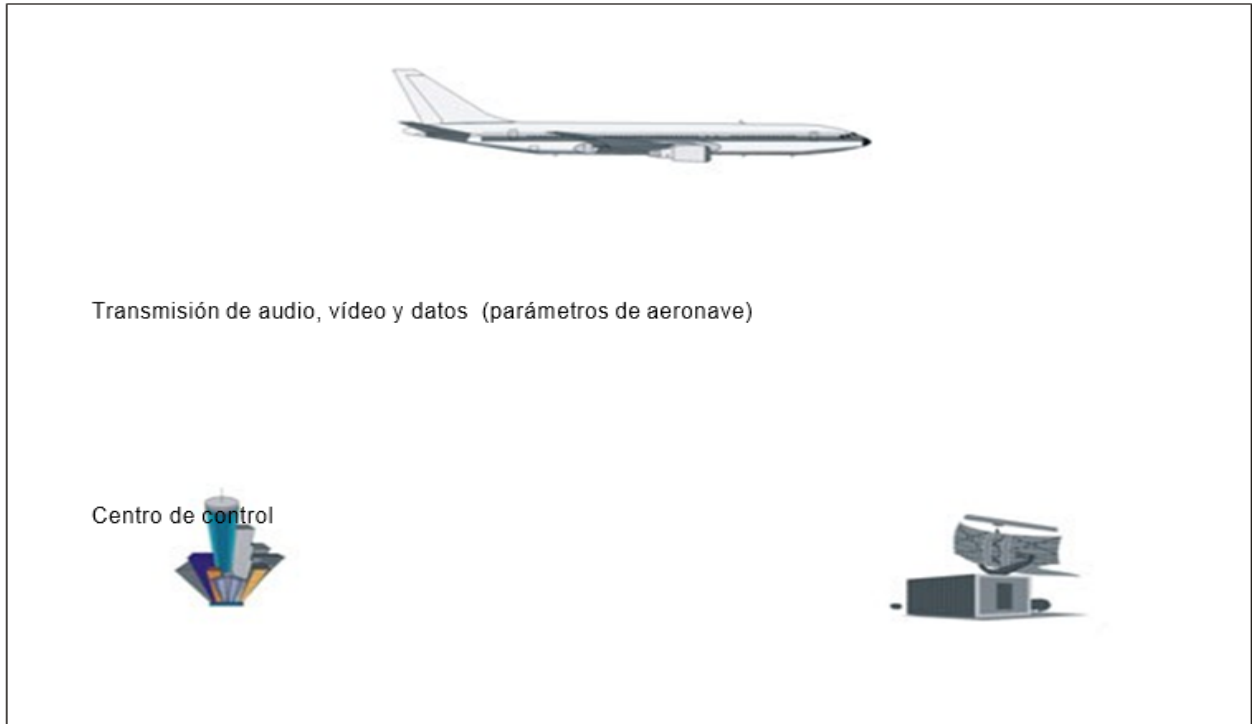 Transmisión de audio, vídeo y datos (parámetros de aeronave)
Centro de control